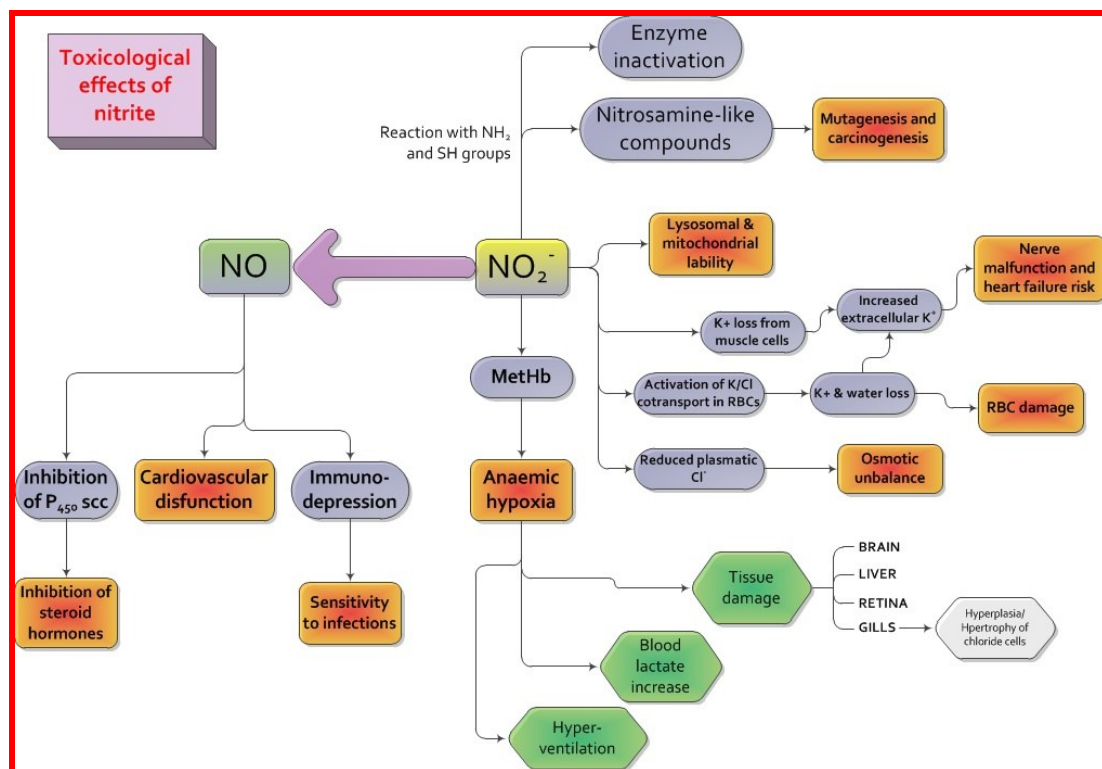 Toxicological
effects of
nitrite
Enzyme
inactivation
Reaction with NH₂
and SH groups
Nitrosamine-like
compounds
Mutagenesis and
carcinogenesis
NO
NO₂⁻
Lysosomal &
mitochondrial
lability
Nerve
malfunction and
heart failure risk
K+ loss from
muscle cells
Increased
extracellular K⁺
MetHb
Activation of K/Cl
cotransport in RBCs
K+ & water loss
RBC damage
Reduced plasmatic
Cl⁻
Osmotic
unbalance
Inhibition
of P₄₅₀ scc
Cardiovascular
disfunction
Immuno-
depression
Anaemic
hypoxia
Inhibition of
steroid
hormones
Sensitivity
to infections
Tissue
damage
BRAIN
LIVER
RETINA
GILLS
Hyperplasia/
Hpertrophy of
chloride cells
Blood
lactate
increase
Hyper-
ventilation